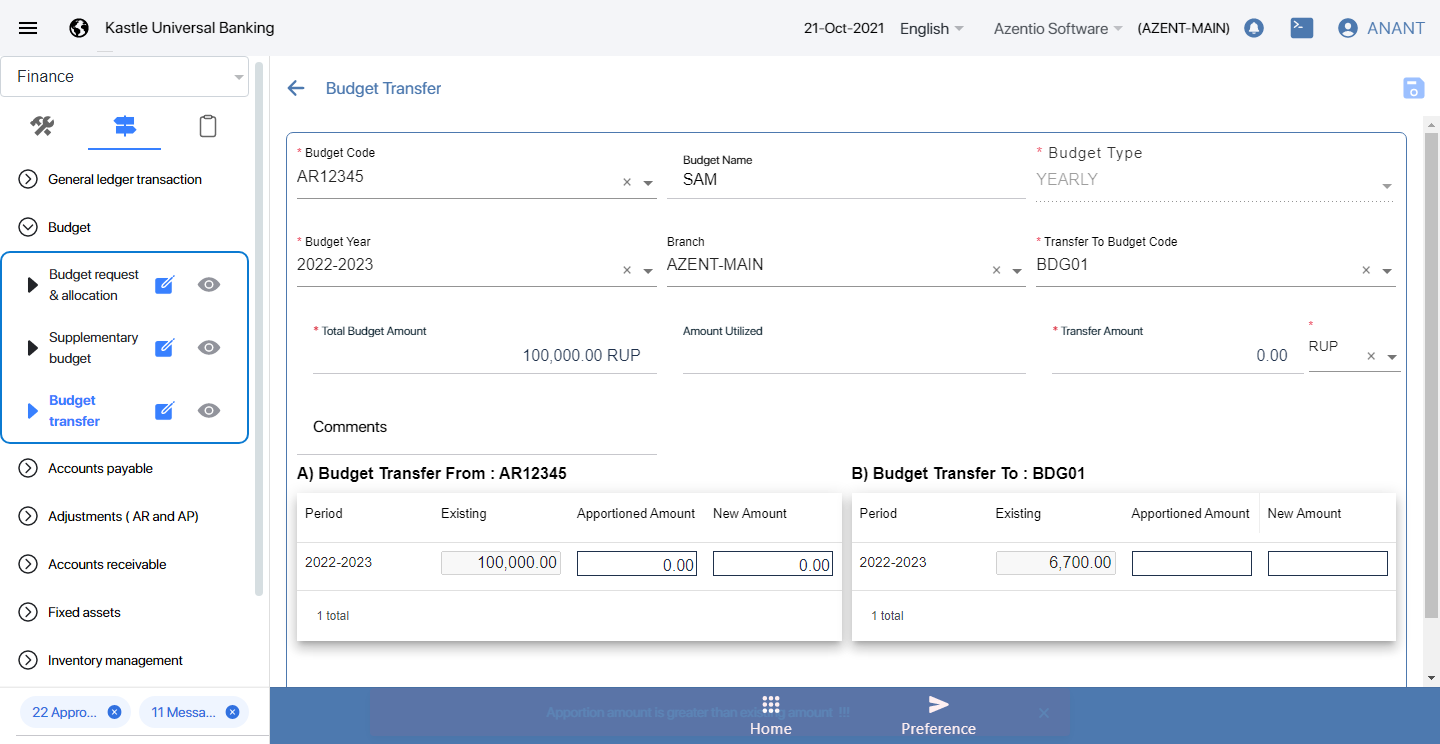 Kastle Universal Banking
21-Oct-2021
English
Azentio Software
(AZENT-MAIN)
ANANT
Finance
Budget Transfer
General ledger transaction
Budget
Budget request
& allocation
Supplementary
budget
Budget
transfer
Accounts payable
Adjustments ( AR and AP)
Accounts receivable
Fixed assets
Inventory management
22 Appro...
11 Messa...
* Budget Code
AR12345
Budget Name
SAM
* Budget Type
YEARLY
* Budget Year
2022-2023
Branch
AZENT-MAIN
* Transfer To Budget Code
BDG01
* Total Budget Amount
100,000.00 RUP
Amount Utilized
* Transfer Amount
0.00
*
RUP
Comments
A) Budget Transfer From : AR12345
Period Existing Apportioned Amount New Amount
2022-2023 100,000.00 0.00 0.00
1 total
B) Budget Transfer To : BDG01
Period Existing Apportioned Amount New Amount
2022-2023 6,700.00
1 total
Apportion amount is greater than existing amount !!!
Home
Preference